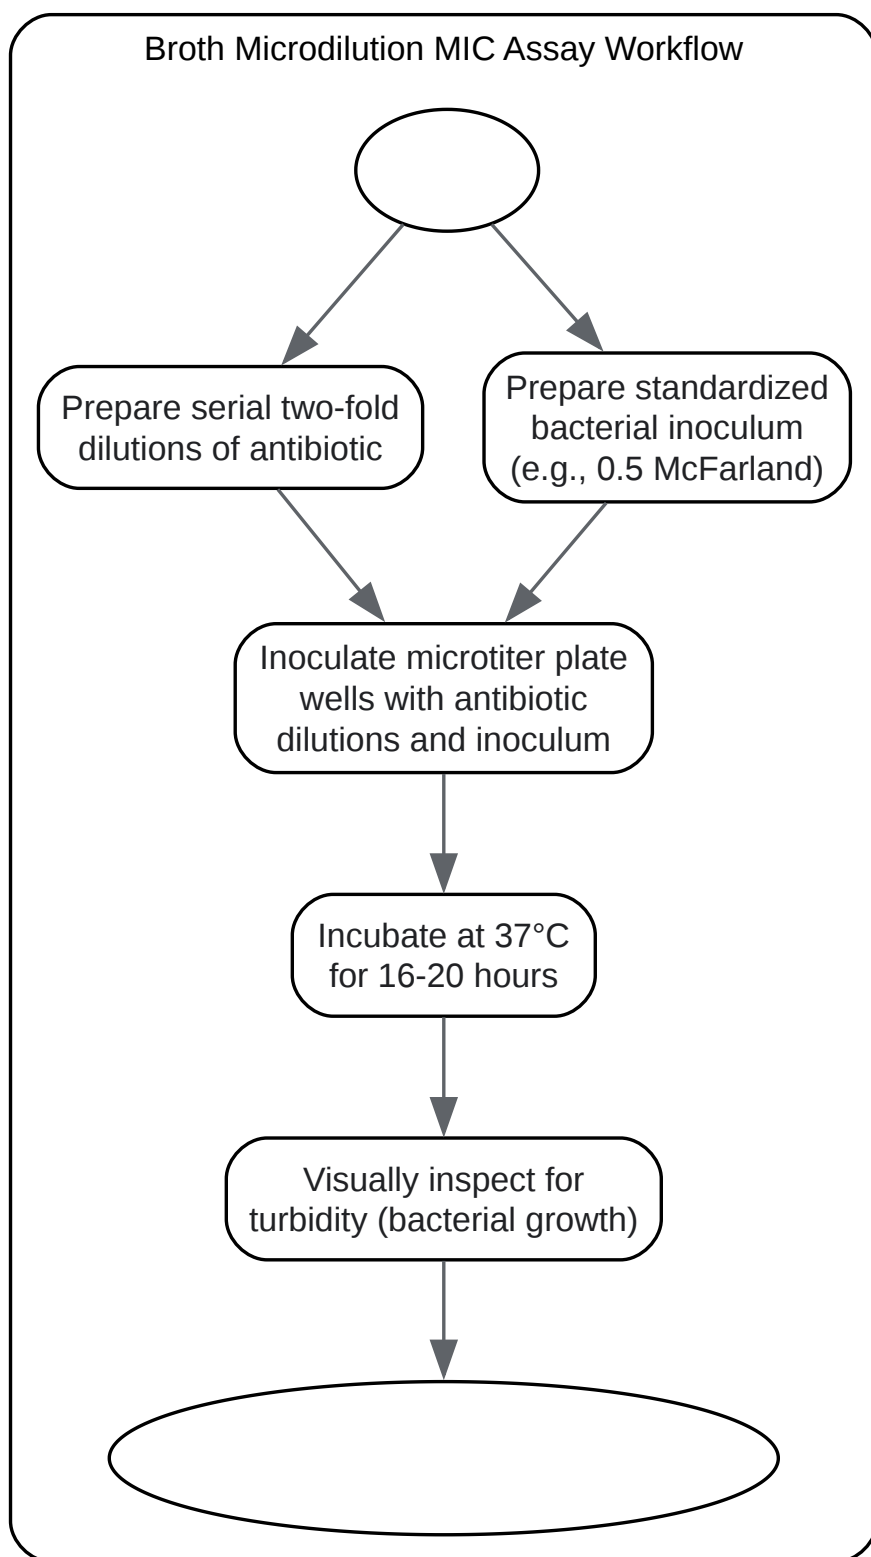 Broth Microdilution MIC Assay Workflow
Prepare serial two-fold
dilutions of antibiotic
Prepare standardized
bacterial inoculum
(e.g., 0.5 McFarland)
Inoculate microtiter plate
wells with antibiotic
dilutions and inoculum
Incubate at 37°C
for 16-20 hours
Visually inspect for
turbidity (bacterial growth)